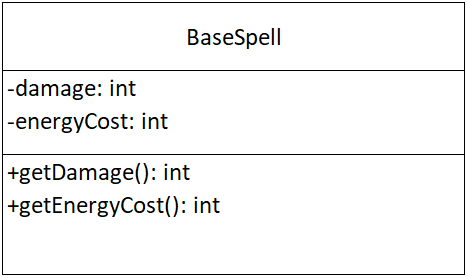 BaseSpell
-damage: int
-energyCost: int
+getDamage(): int
+getEnergyCost(): int